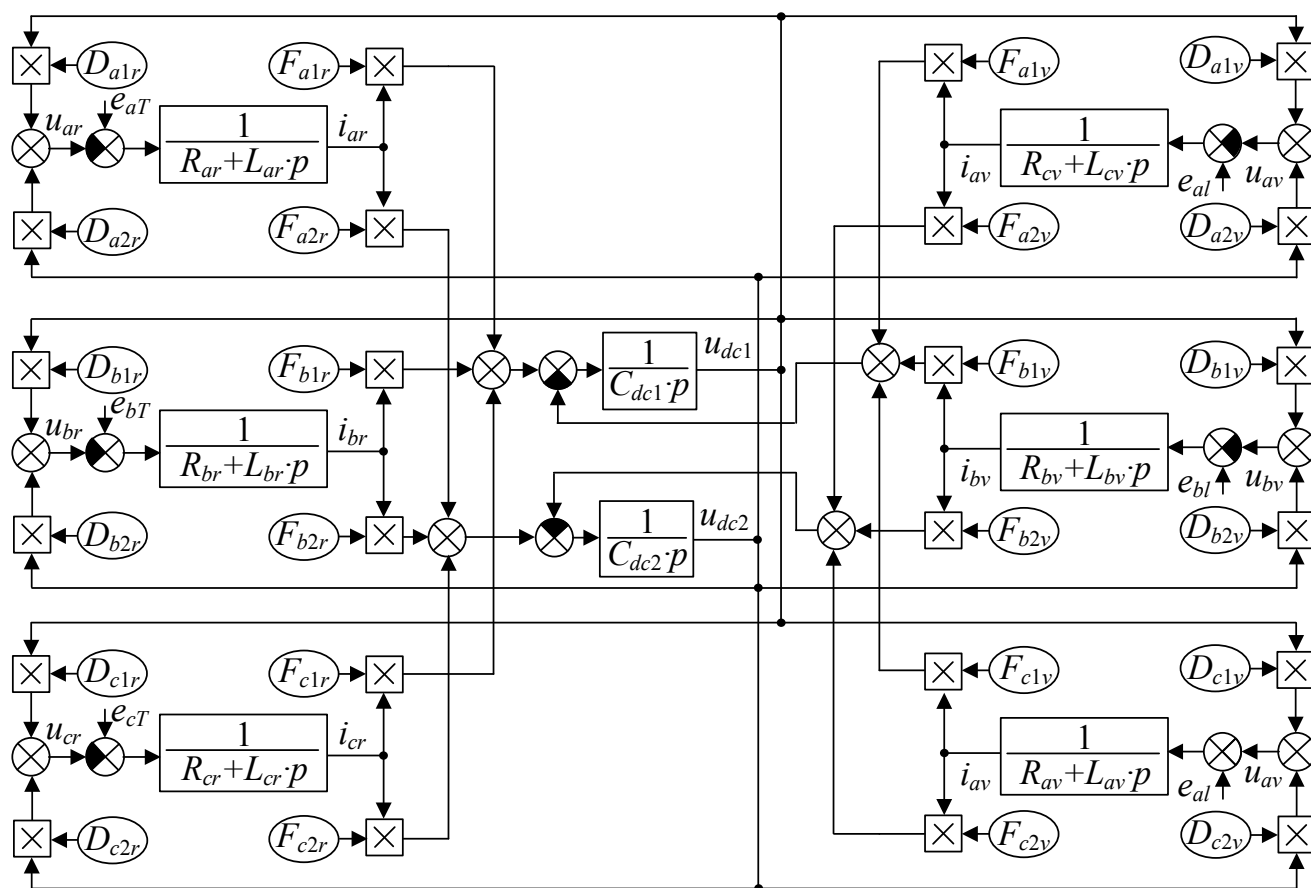 D_{a1r} F_{a1r} F_{a1v} D_{a1v}
e_{aT}
u_{ar} 1 i_{ar} 1
R_{ar}+L_{ar}·p i_{av} R_{cv}+L_{cv}·p e_{al} u_{av}
D_{a2r} F_{a2r} F_{a2v} D_{a2v}
D_{b1r} F_{b1r} 1 u_{dc1} F_{b1v} D_{b1v}
C_{dc1}·p
e_{bT}
u_{br} 1 i_{br} 1
R_{br}+L_{br}·p i_{bv} R_{bv}+L_{bv}·p e_{bl} u_{bv}
D_{b2r} F_{b2r} 1 u_{dc2} F_{b2v} D_{b2v}
C_{dc2}·p
D_{c1r} F_{c1r} F_{c1v} D_{c1v}
e_{cT}
u_{cr} 1 i_{cr} 1
R_{cr}+L_{cr}·p i_{av} R_{av}+L_{av}·p e_{al} u_{av}
D_{c2r} F_{c2r} F_{c2v} D_{c2v}